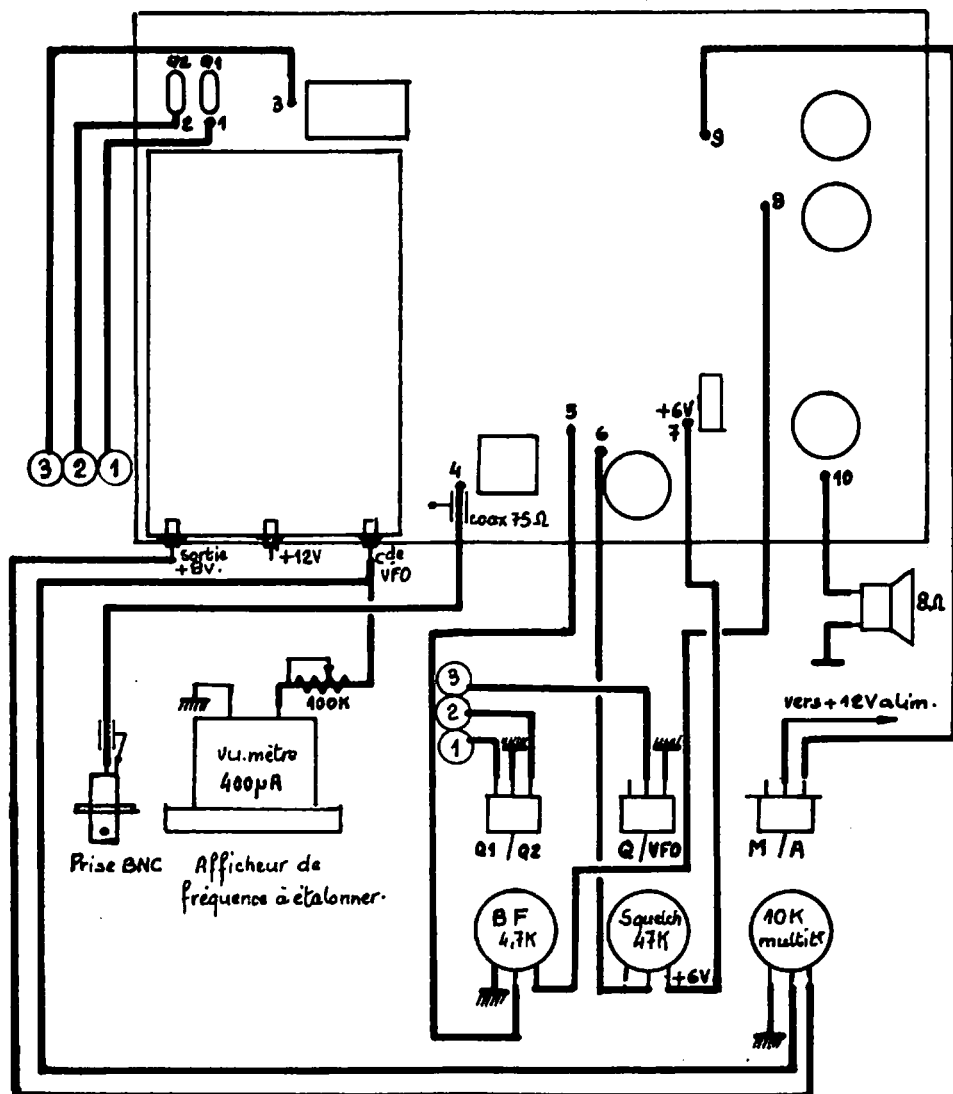 Q2 Q1
3
2 1
9
8
5
+6V
6 7
4
10
3 2 1
coax 75Ω
Sortie
+8V.
+12V
Cde
VFO
8Ω
3
100K
2
vers+12Valim.
1
Vu.mètre
400µA
Q1/Q2
Q/VFO
M/A
Prise BNC
Afficheur de
fréquence à étalonner.
BF
4,7K
Squelch
47K
10K
multit
+6V